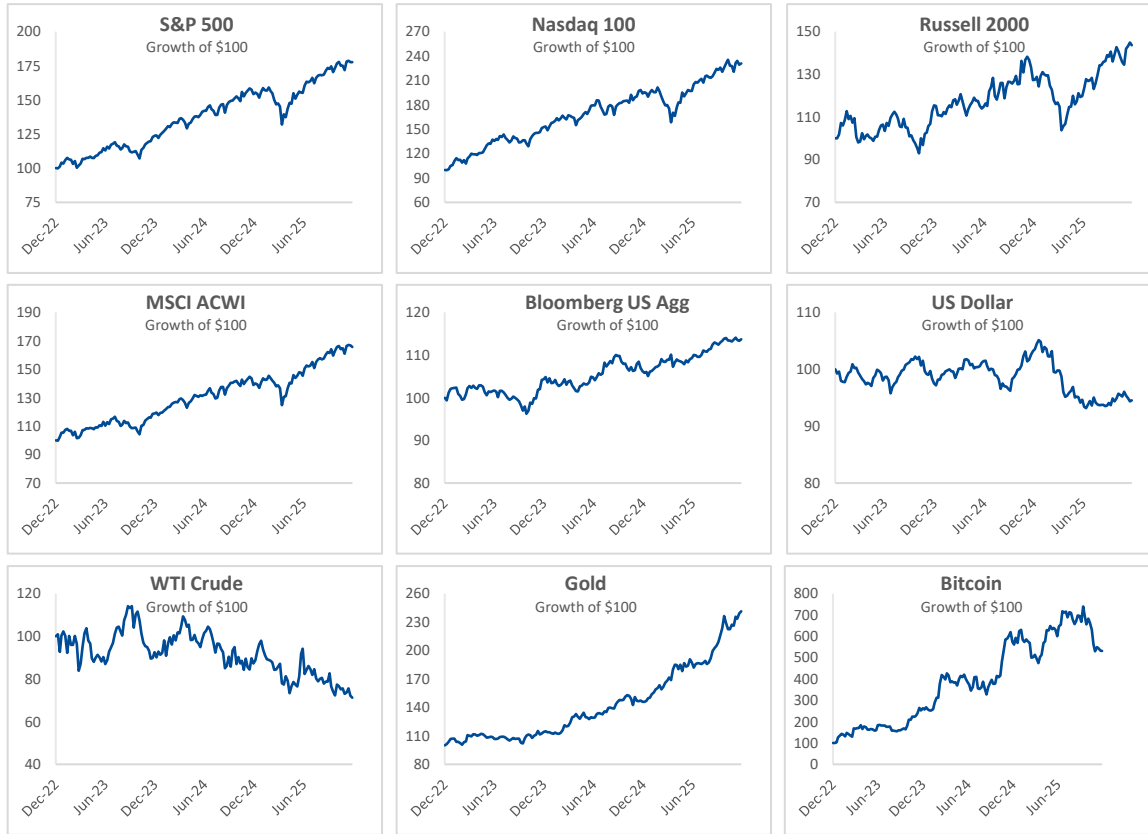 S&P 500
Growth of $100
200
175
150
125
100
75
Dec-22
Jun-23
Dec-23
Jun-24
Dec-24
Jun-25
Nasdaq 100
Growth of $100
270
240
210
180
150
120
90
60
Dec-22
Jun-23
Dec-23
Jun-24
Dec-24
Jun-25
Russell 2000
Growth of $100
150
130
110
90
70
Dec-22
Jun-23
Dec-23
Jun-24
Dec-24
Jun-25
MSCI ACWI
Growth of $100
190
170
150
130
110
90
70
Dec-22
Jun-23
Dec-23
Jun-24
Dec-24
Jun-25
Bloomberg US Agg
Growth of $100
120
110
100
90
80
Dec-22
Jun-23
Dec-23
Jun-24
Dec-24
Jun-25
US Dollar
Growth of $100
110
100
90
80
Dec-22
Jun-23
Dec-23
Jun-24
Dec-24
Jun-25
WTI Crude
Growth of $100
120
100
80
60
40
Dec-22
Jun-23
Dec-23
Jun-24
Dec-24
Jun-25
Gold
Growth of $100
260
230
200
170
140
110
80
Dec-22
Jun-23
Dec-23
Jun-24
Dec-24
Jun-25
Bitcoin
Growth of $100
800
700
600
500
400
300
200
100
0
Dec-22
Jun-23
Dec-23
Jun-24
Dec-24
Jun-25